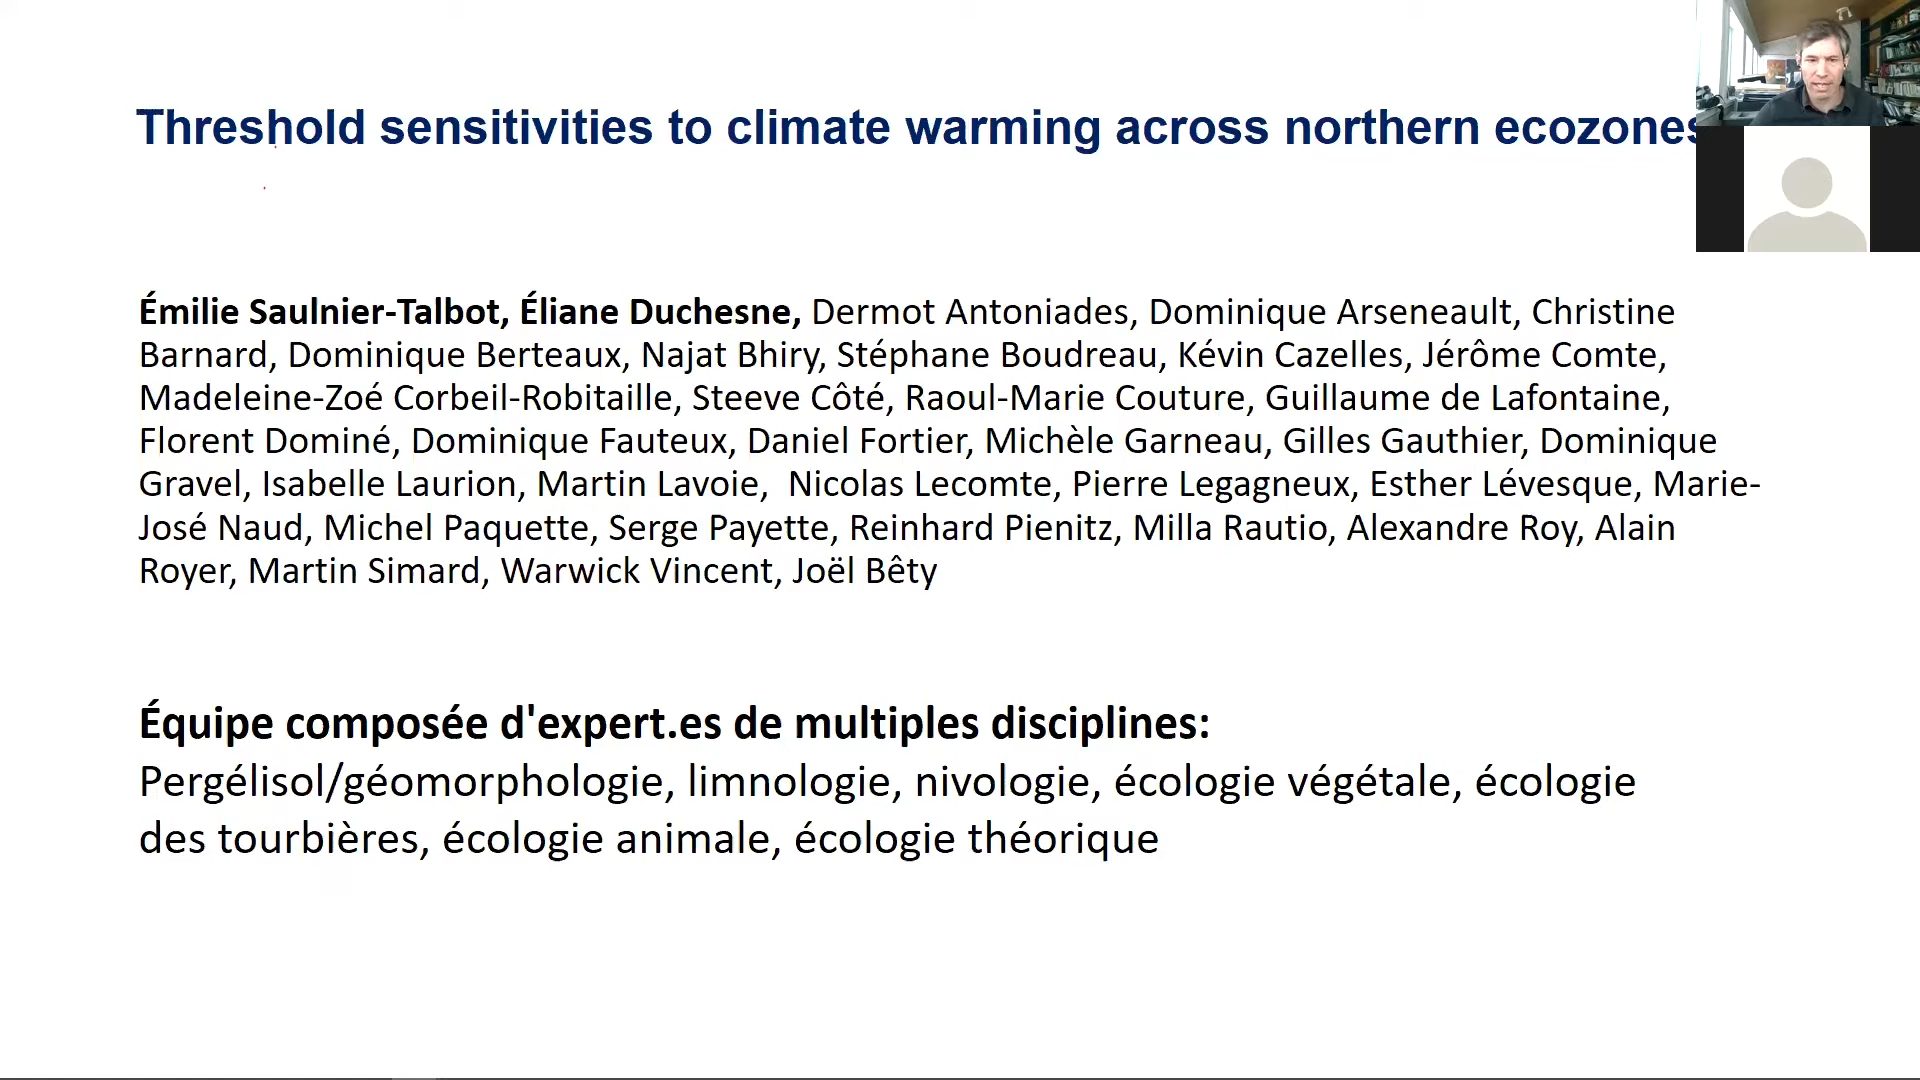 Threshold sensitivities to climate warming across northern ecozones
Émilie Saulnier-Talbot, Éliane Duchesne, Dermot Antoniades, Dominique Arseneault, Christine
Barnard, Dominique Berteaux, Najat Bhiry, Stéphane Boudreau, Kévin Cazelles, Jérôme Comte,
Madeleine-Zoé Corbeil-Robitaille, Steeve Côté, Raoul-Marie Couture, Guillaume de Lafontaine,
Florent Dominé, Dominique Fauteux, Daniel Fortier, Michèle Garneau, Gilles Gauthier, Dominique
Gravel, Isabelle Laurion, Martin Lavoie, Nicolas Lecomte, Pierre Legagneux, Esther Lévesque, Marie-
José Naud, Michel Paquette, Serge Payette, Reinhard Pienitz, Milla Rautio, Alexandre Roy, Alain
Royer, Martin Simard, Warwick Vincent, Joël Bêty
Équipe composée d'expert.es de multiples disciplines:
Pergélisol/géomorphologie, limnologie, nivologie, écologie végétale, écologie
des tourbières, écologie animale, écologie théorique